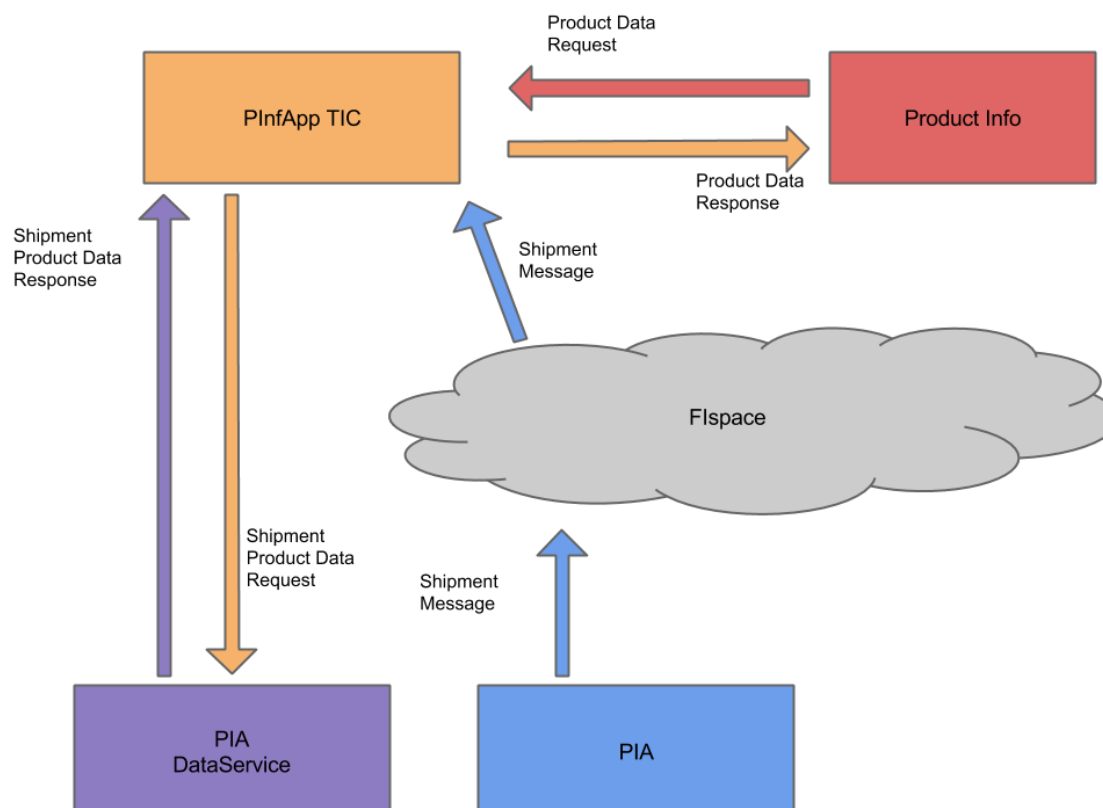 Product Data
Request
PInfApp TIC
Product Info
Product Data
Response
Shipment
Product Data
Response
Shipment
Message
FIspace
Shipment
Product Data
Request
Shipment
Message
PIA
DataService
PIA